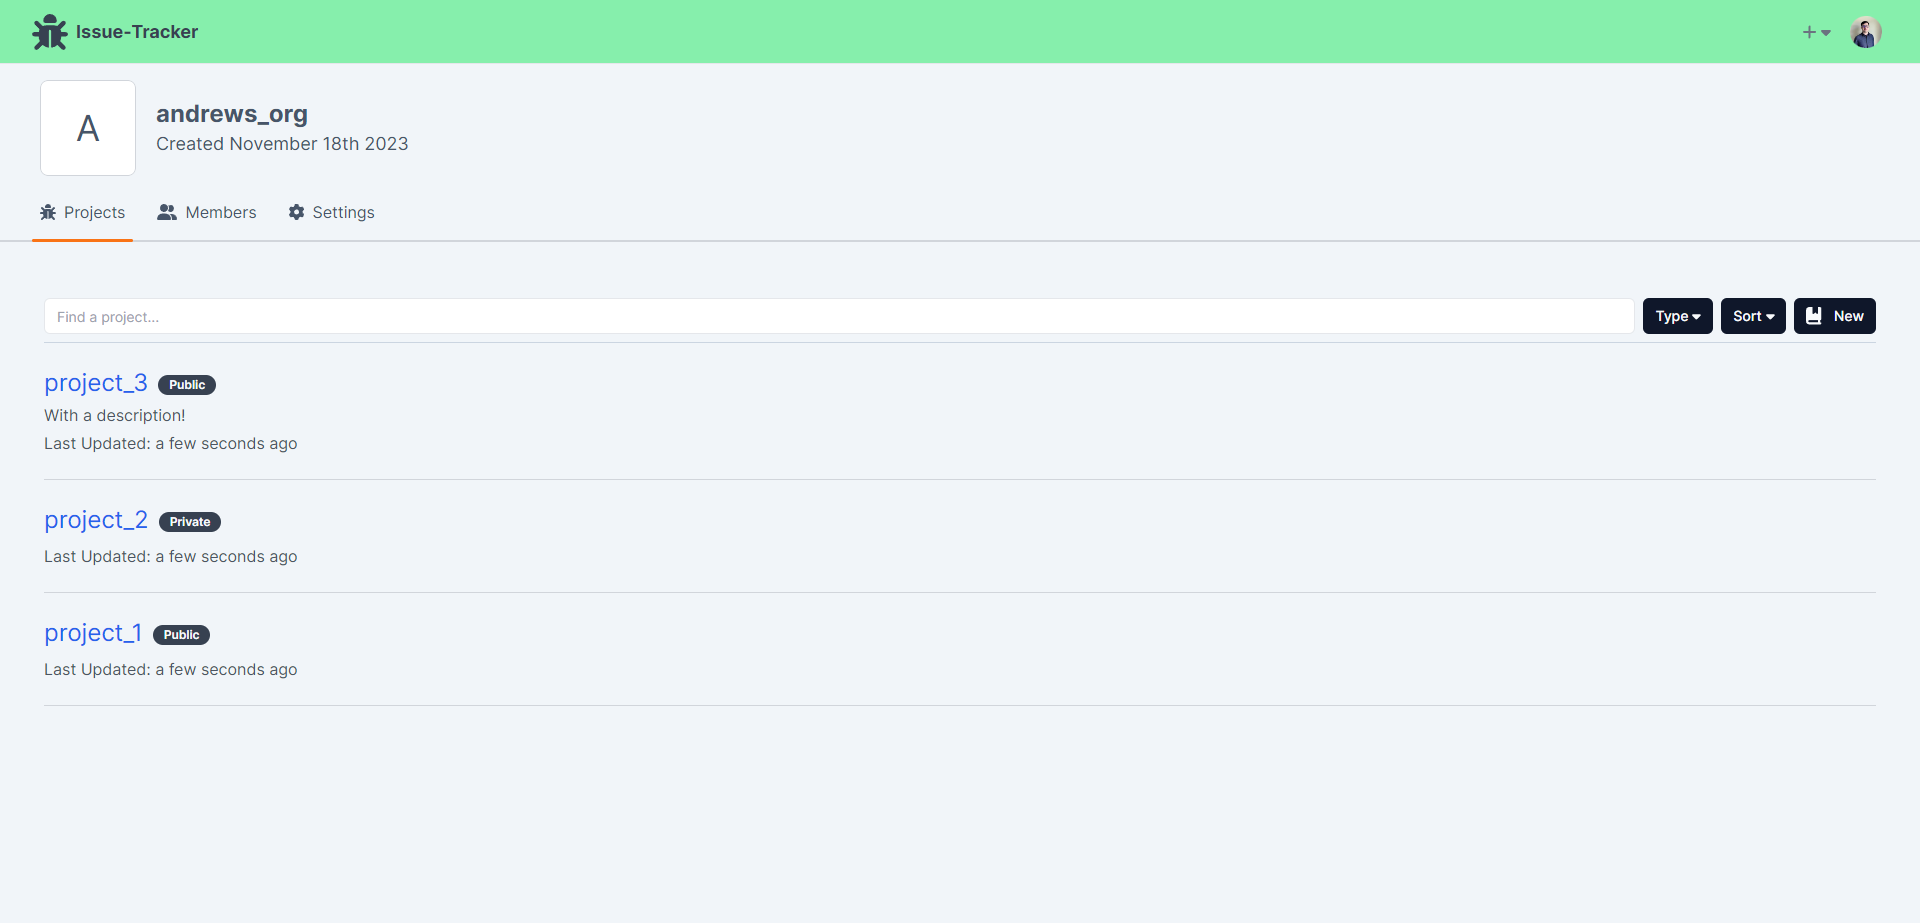 Issue-Tracker
A
andrews_org
Created November 18th 2023
Projects Members Settings
Find a project... Type Sort New
project_3 Public
With a description!
Last Updated: a few seconds ago
project_2 Private
Last Updated: a few seconds ago
project_1 Public
Last Updated: a few seconds ago